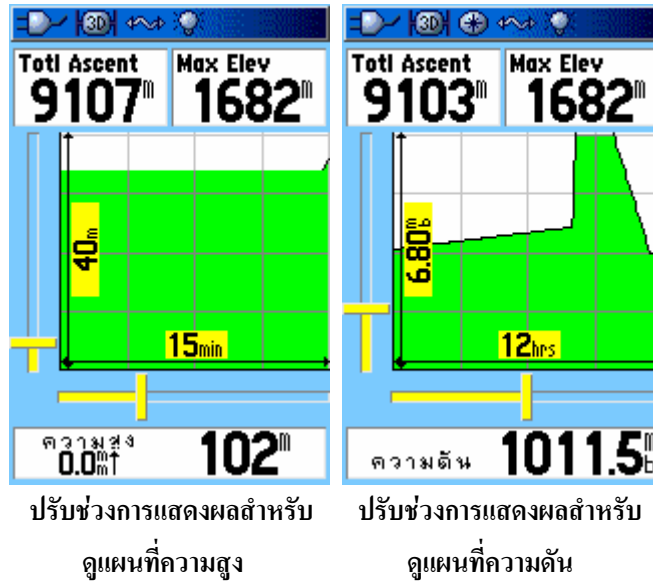 3D
Totl Ascent
9107m
Max Elev
1682m
40m
15min
ความสูง
0.0m↑
102m
ปรับช่วงการแสดงผลสำหรับ
ดูแผนที่ความสูง
3D
Totl Ascent
9103m
Max Elev
1682m
6.80mb
12hrs
ความดัน
1011.5mb
ปรับช่วงการแสดงผลสำหรับ
ดูแผนที่ความดัน